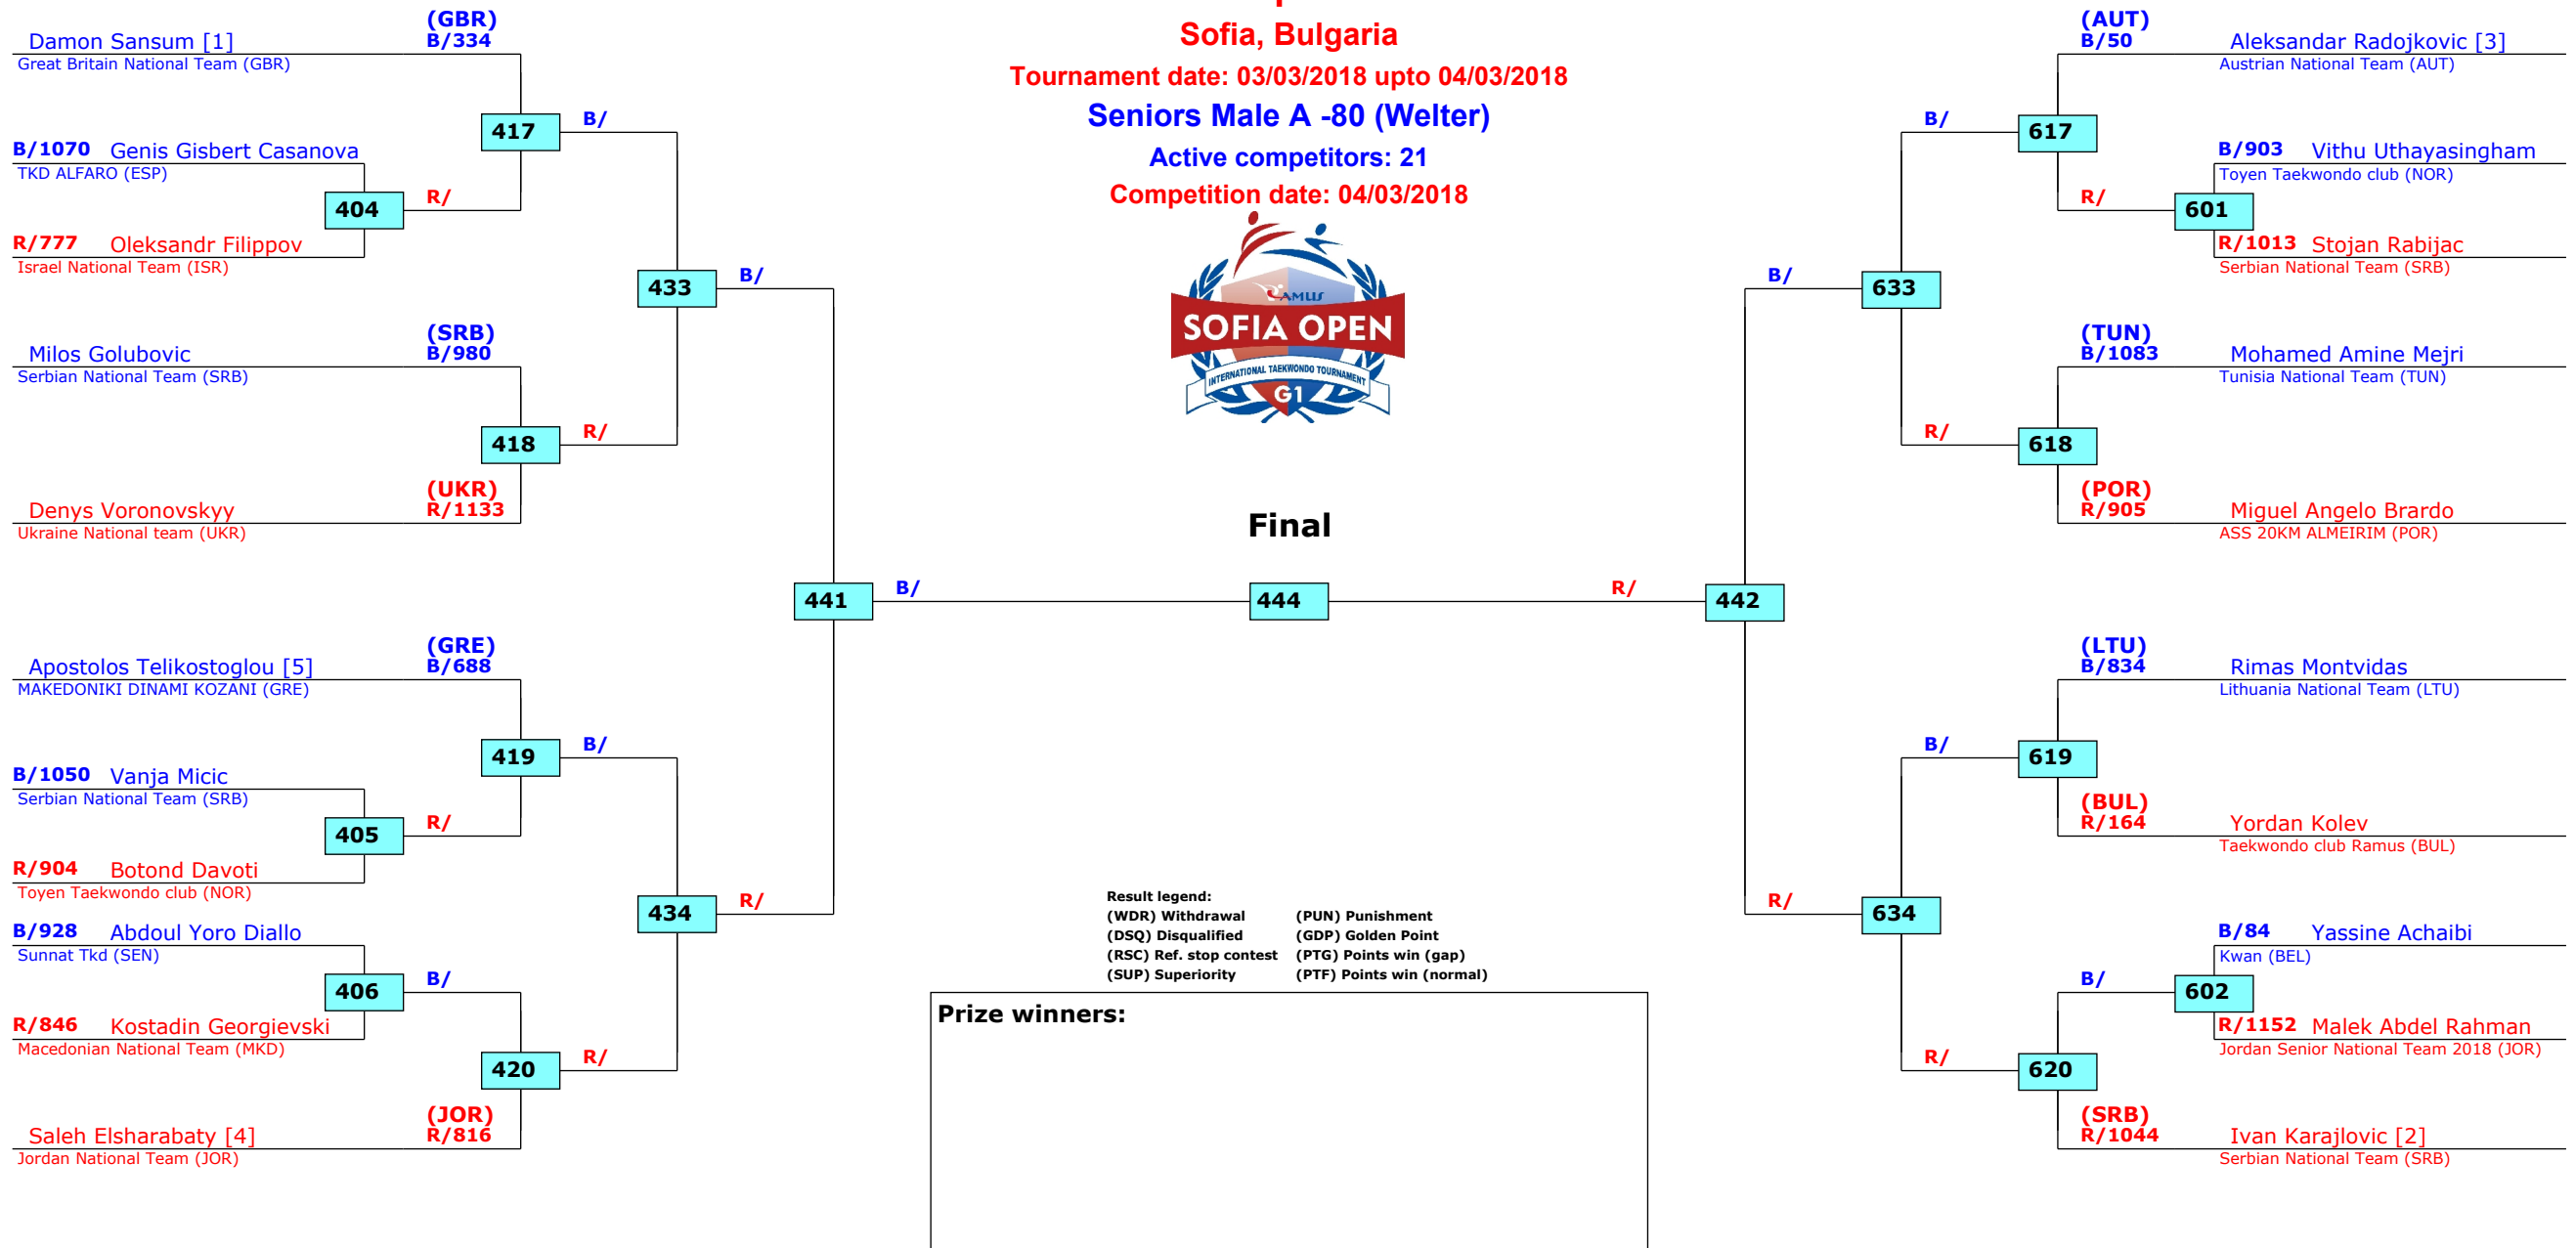 Sofia, Bulgaria
Tournament date: 03/03/2018 upto 04/03/2018
Seniors Male A -80 (Welter)
Active competitors: 21
Competition date: 04/03/2018
RAMUS
SOFIA OPEN
INTERNATIONAL TAEKWONDO TOURNAMENT
G1
(GBR)
Damon Sansum [1] B/334
Great Britain National Team (GBR)
417 B/
B/1070 Genis Gisbert Casanova
TKD ALFARO (ESP)
404 R/
R/777 Oleksandr Filippov
Israel National Team (ISR)
433 B/
(SRB)
Milos Golubovic B/980
Serbian National Team (SRB)
418 R/
(UKR)
Denys Voronovskyy R/1133
Ukraine National team (UKR)
441 B/
(GRE)
Apostolos Telikostoglou [5] B/688
MAKEDONIKI DINAMI KOZANI (GRE)
419 B/
B/1050 Vanja Micic
Serbian National Team (SRB)
405 R/
R/904 Botond Davoti
Toyen Taekwondo club (NOR)
434 R/
B/928 Abdoul Yoro Diallo
Sunnat Tkd (SEN)
406 B/
R/846 Kostadin Georgievski
Macedonian National Team (MKD)
420 R/
(JOR)
Saleh Elsharabaty [4] R/816
Jordan National Team (JOR)
Final
444
R/ 442
(AUT)
B/50 Aleksandar Radojkovic [3]
Austrian National Team (AUT)
B/ 617
B/903 Vithu Uthayasingham
Toyen Taekwondo club (NOR)
R/ 601
R/1013 Stojan Rabijac
Serbian National Team (SRB)
B/ 633
(TUN)
B/1083 Mohamed Amine Mejri
Tunisia National Team (TUN)
R/ 618
(POR)
R/905 Miguel Angelo Brardo
ASS 20KM ALMEIRIM (POR)
(LTU)
B/834 Rimas Montvidas
Lithuania National Team (LTU)
B/ 619
(BUL)
R/164 Yordan Kolev
Taekwondo club Ramus (BUL)
R/ 634
B/84 Yassine Achaibi
Kwan (BEL)
B/ 602
R/1152 Malek Abdel Rahman
Jordan Senior National Team 2018 (JOR)
R/ 620
(SRB)
R/1044 Ivan Karajlovic [2]
Serbian National Team (SRB)
Result legend:
(WDR) Withdrawal (PUN) Punishment
(DSQ) Disqualified (GDP) Golden Point
(RSC) Ref. stop contest (PTG) Points win (gap)
(SUP) Superiority (PTF) Points win (normal)
Prize winners: